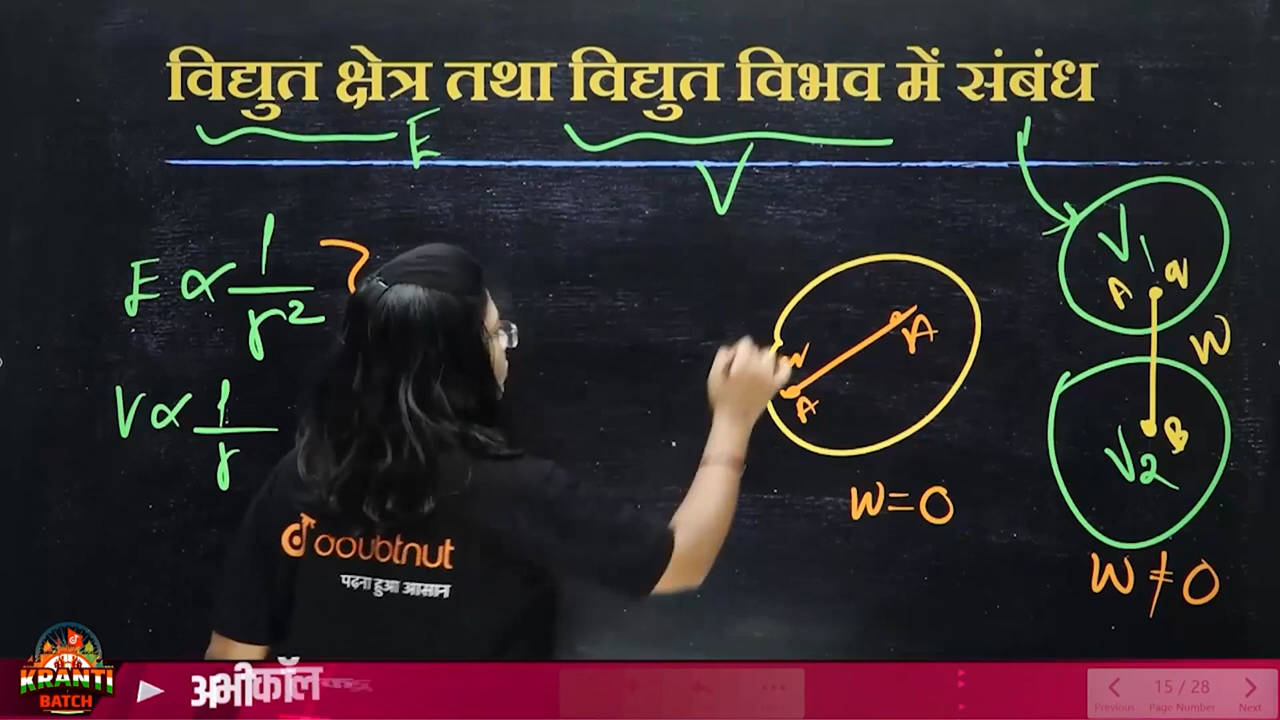 विद्युत क्षेत्र तथा विद्युत विभव में संबंध
E
V
E ∝ 1/r²
V ∝ 1/r
W
A
A
W=0
V1
A
q
W
B
V2
W≠0
doubtnut
पढ़ना हुआ आसान
KRANTI
BATCH
अभी कॉल
15 / 28
Previous Page Number Next